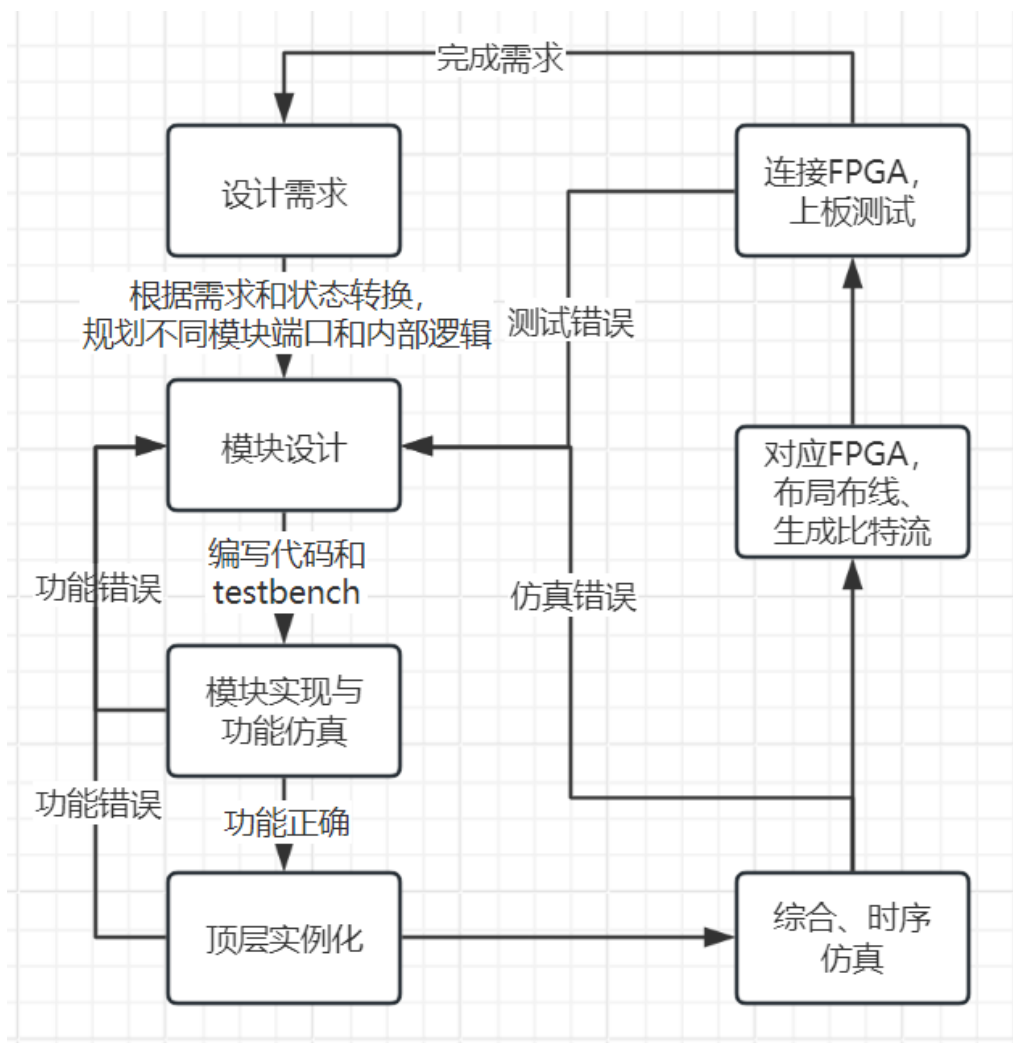 完成需求
设计需求
连接FPGA，
上板测试
根据需求和状态转换，
规划不同模块端口和内部逻辑
测试错误
模块设计
对应FPGA，
布局布线、
生成比特流
编写代码和
testbench
功能错误
仿真错误
模块实现与
功能仿真
功能错误
功能正确
顶层实例化
综合、时序
仿真